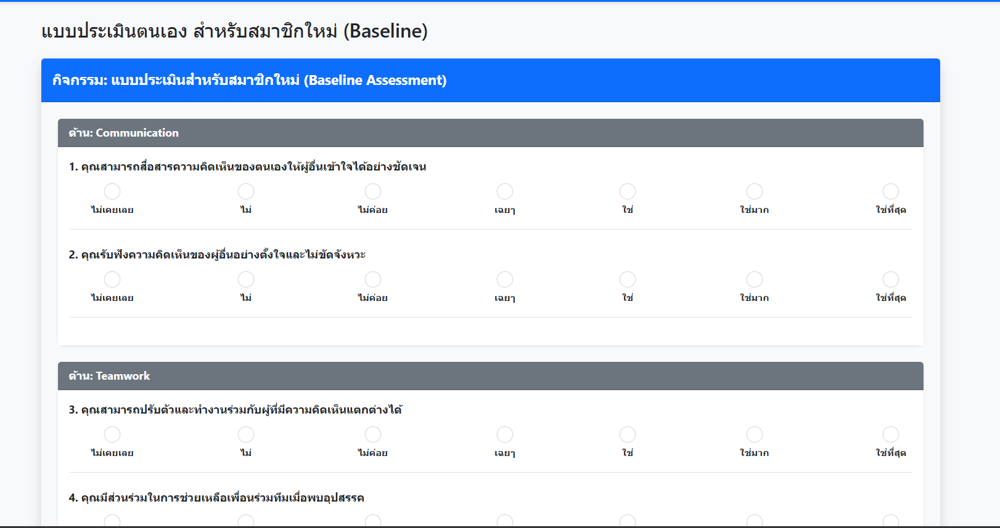 แบบประเมินตนเอง สำหรับสมาชิกใหม่ (Baseline)
กิจกรรม: แบบประเมินสำหรับสมาชิกใหม่ (Baseline Assessment)
ด้าน: Communication
1. คุณสามารถสื่อสารความคิดเห็นของตนเองให้ผู้อื่นเข้าใจได้อย่างชัดเจน
ไม่เคยเลย ไม่ ไม่ค่อย เฉยๆ ใช่ ใช่มาก ใช่ที่สุด
2. คุณรับฟังความคิดเห็นของผู้อื่นอย่างตั้งใจและไม่ขัดจังหวะ
ไม่เคยเลย ไม่ ไม่ค่อย เฉยๆ ใช่ ใช่มาก ใช่ที่สุด
ด้าน: Teamwork
3. คุณสามารถปรับตัวและทำงานร่วมกับผู้ที่มีความคิดเห็นแตกต่างได้
ไม่เคยเลย ไม่ ไม่ค่อย เฉยๆ ใช่ ใช่มาก ใช่ที่สุด
4. คุณมีส่วนร่วมในการช่วยเหลือเพื่อนร่วมทีมเมื่อพบอุปสรรค